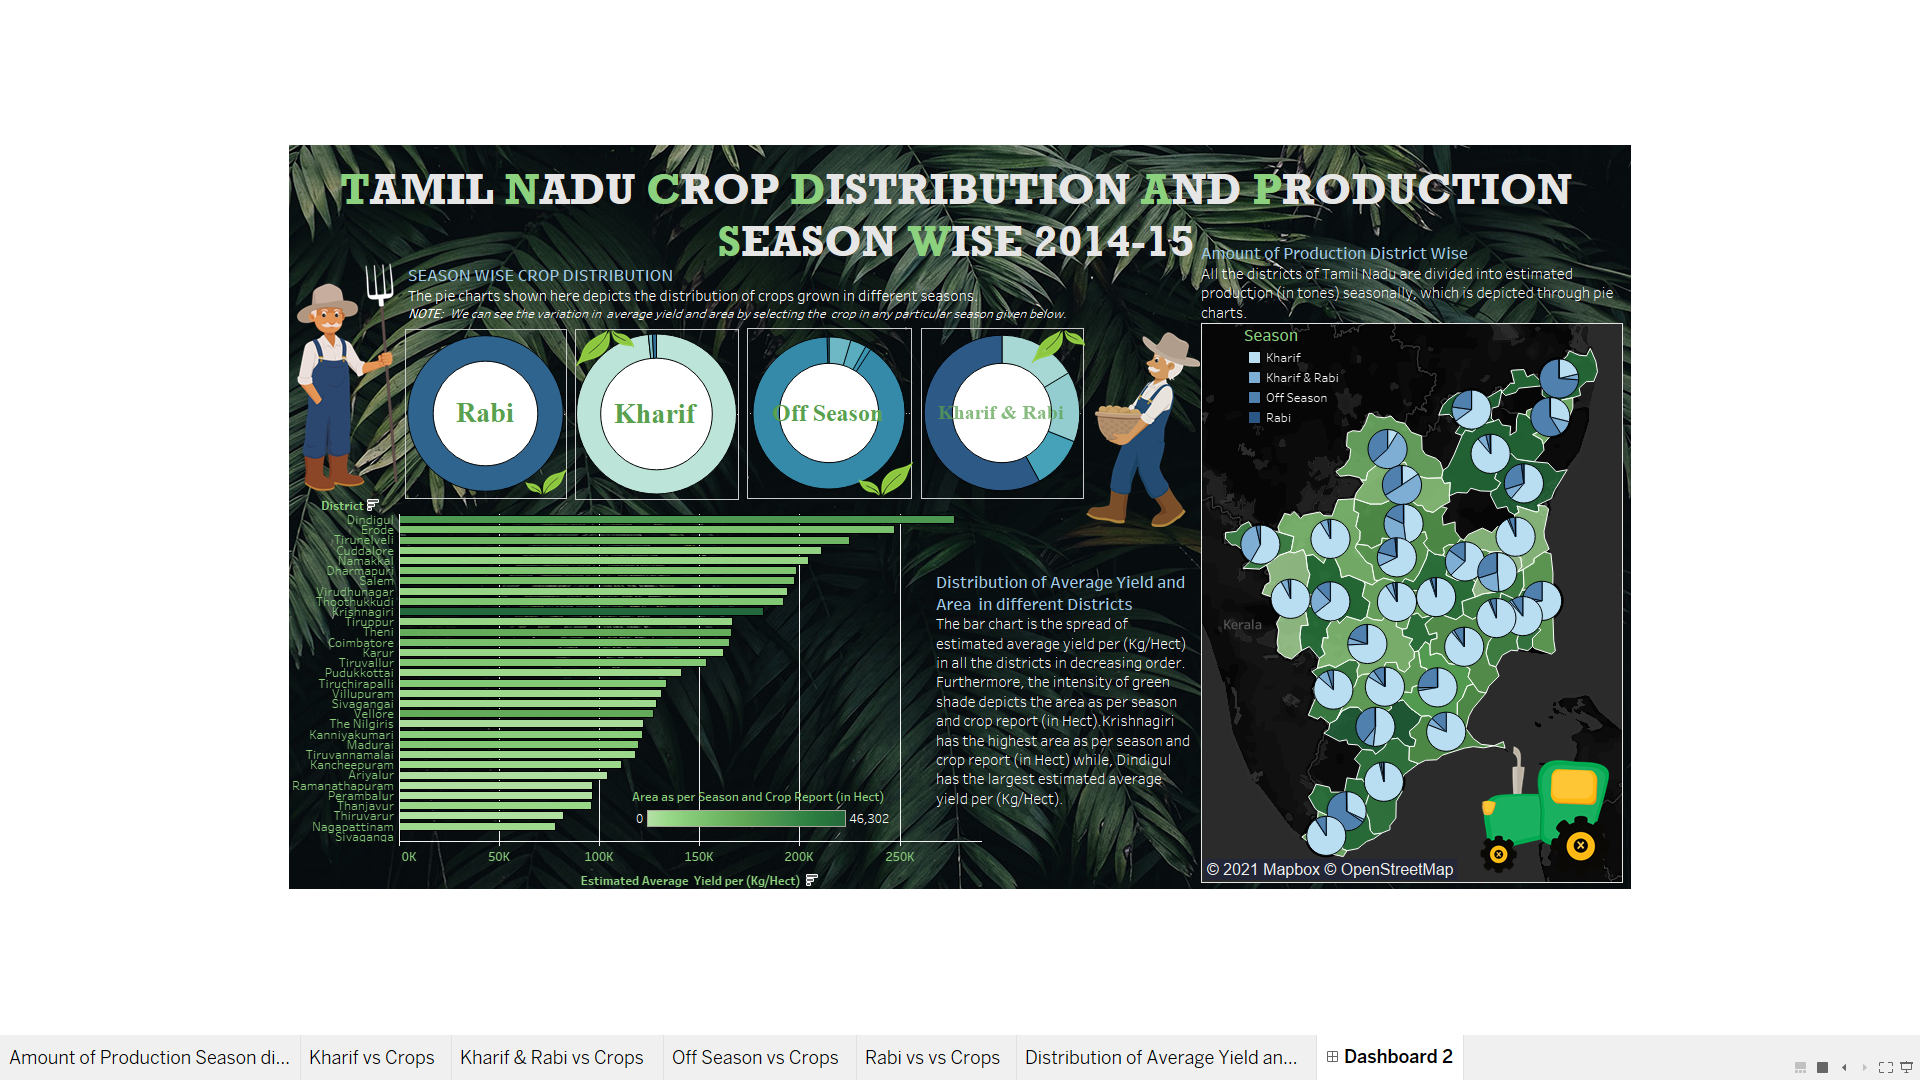 TAMIL NADU CROP DISTRIBUTION AND PRODUCTION
SEASON WISE 2014-15
SEASON WISE CROP DISTRIBUTION
The pie charts shown here depicts the distribution of crops grown in different seasons.
NOTE: We can see the variation in average yield and area by selecting the crop in any particular season given below.
Rabi
Kharif
Off Season
Kharif & Rabi
Amount of Production District Wise
All the districts of Tamil Nadu are divided into estimated
production (in tones) seasonally, which is depicted through pie
charts.
Season
Kharif
Kharif & Rabi
Off Season
Rabi
Kerala
© 2021 Mapbox © OpenStreetMap
District
Dindigul
Erode
Tirunelveli
Cuddalore
Namakkal
Dharmapuri
Salem
Virudhunagar
Thoothukkudi
Krishnagiri
Tiruppur
Theni
Coimbatore
Karur
Tiruvallur
Pudukkottai
Tiruchirapalli
Villupuram
Sivagangai
Vellore
The Nilgiris
Kanniyakumari
Madurai
Tiruvannamalai
Kancheepuram
Ariyalur
Ramanathapuram
Perambalur
Thanjavur
Thiruvarur
Nagapattinam
Sivaganga
0K 50K 100K 150K 200K 250K
Estimated Average Yield per (Kg/Hect)
Area as per Season and Crop Report (in Hect)
0 46,302
Distribution of Average Yield and
Area in different Districts
The bar chart is the spread of
estimated average yield per (Kg/Hect)
in all the districts in decreasing order.
Furthermore, the intensity of green
shade depicts the area as per season
and crop report (in Hect).Krishnagiri
has the highest area as per season and
crop report (in Hect) while, Dindigul
has the largest estimated average
yield per (Kg/Hect).
Amount of Production Season di...
Kharif vs Crops
Kharif & Rabi vs Crops
Off Season vs Crops
Rabi vs vs Crops
Distribution of Average Yield an...
Dashboard 2